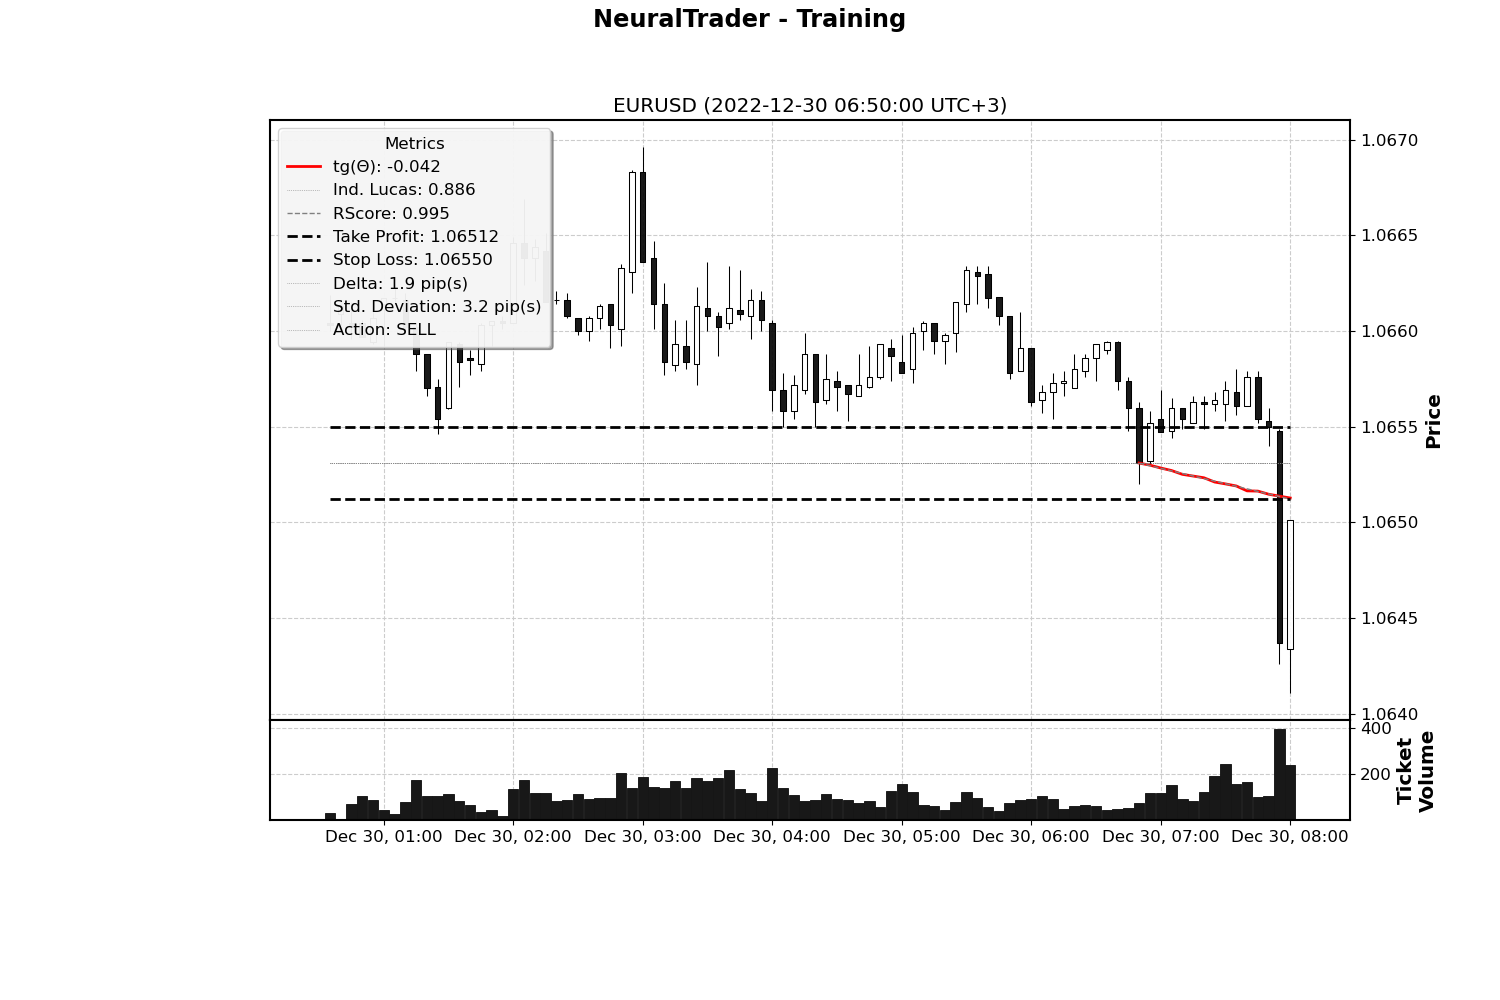 NeuralTrader - Training
EURUSD (2022-12-30 06:50:00 UTC+3)
Metrics
tg(Θ): -0.042
Ind. Lucas: 0.886
RScore: 0.995
Take Profit: 1.06512
Stop Loss: 1.06550
Delta: 1.9 pip(s)
Std. Deviation: 3.2 pip(s)
Action: SELL
1.0670
1.0665
1.0660
1.0655
1.0650
1.0645
1.0640
Price
400
200
Ticket
Volume
Dec 30, 01:00 Dec 30, 02:00 Dec 30, 03:00 Dec 30, 04:00 Dec 30, 05:00 Dec 30, 06:00 Dec 30, 07:00 Dec 30, 08:00